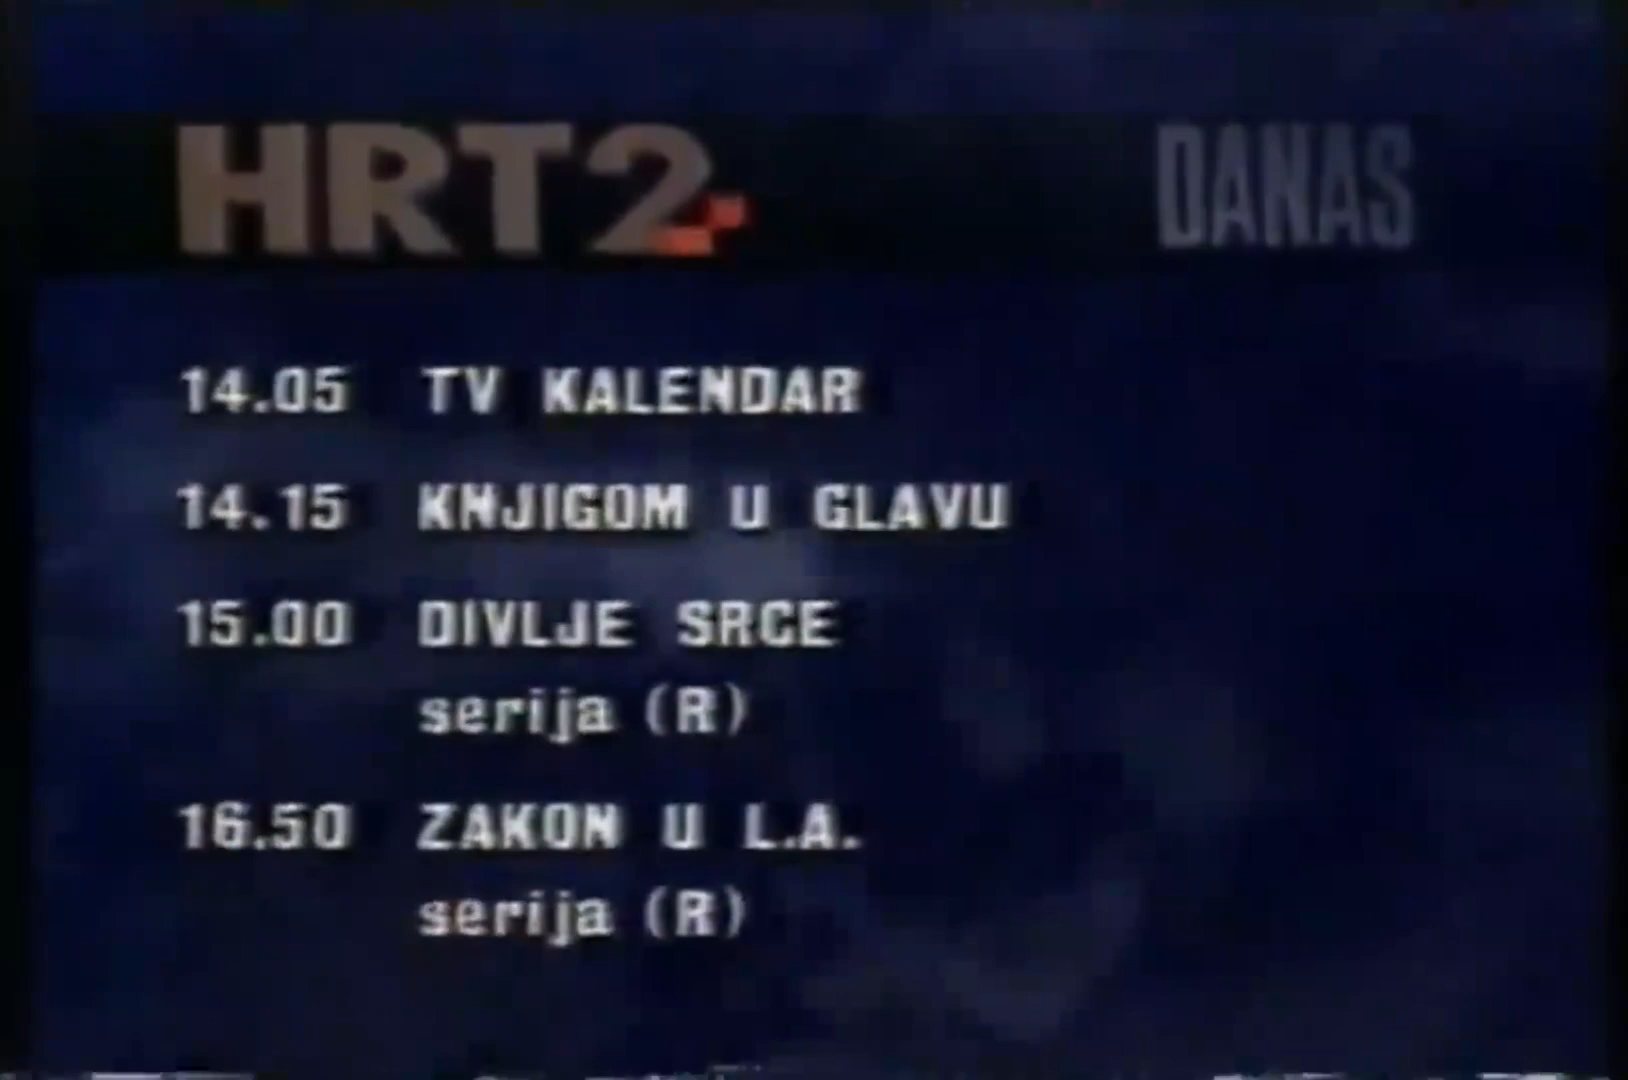 HRT2
DANAS
14.05 TV KALENDAR
14.15 KNJIGOM U GLAVU
15.00 DIVLJE SRCE
serija (R)
16.50 ZAKON U L.A.
serija (R)